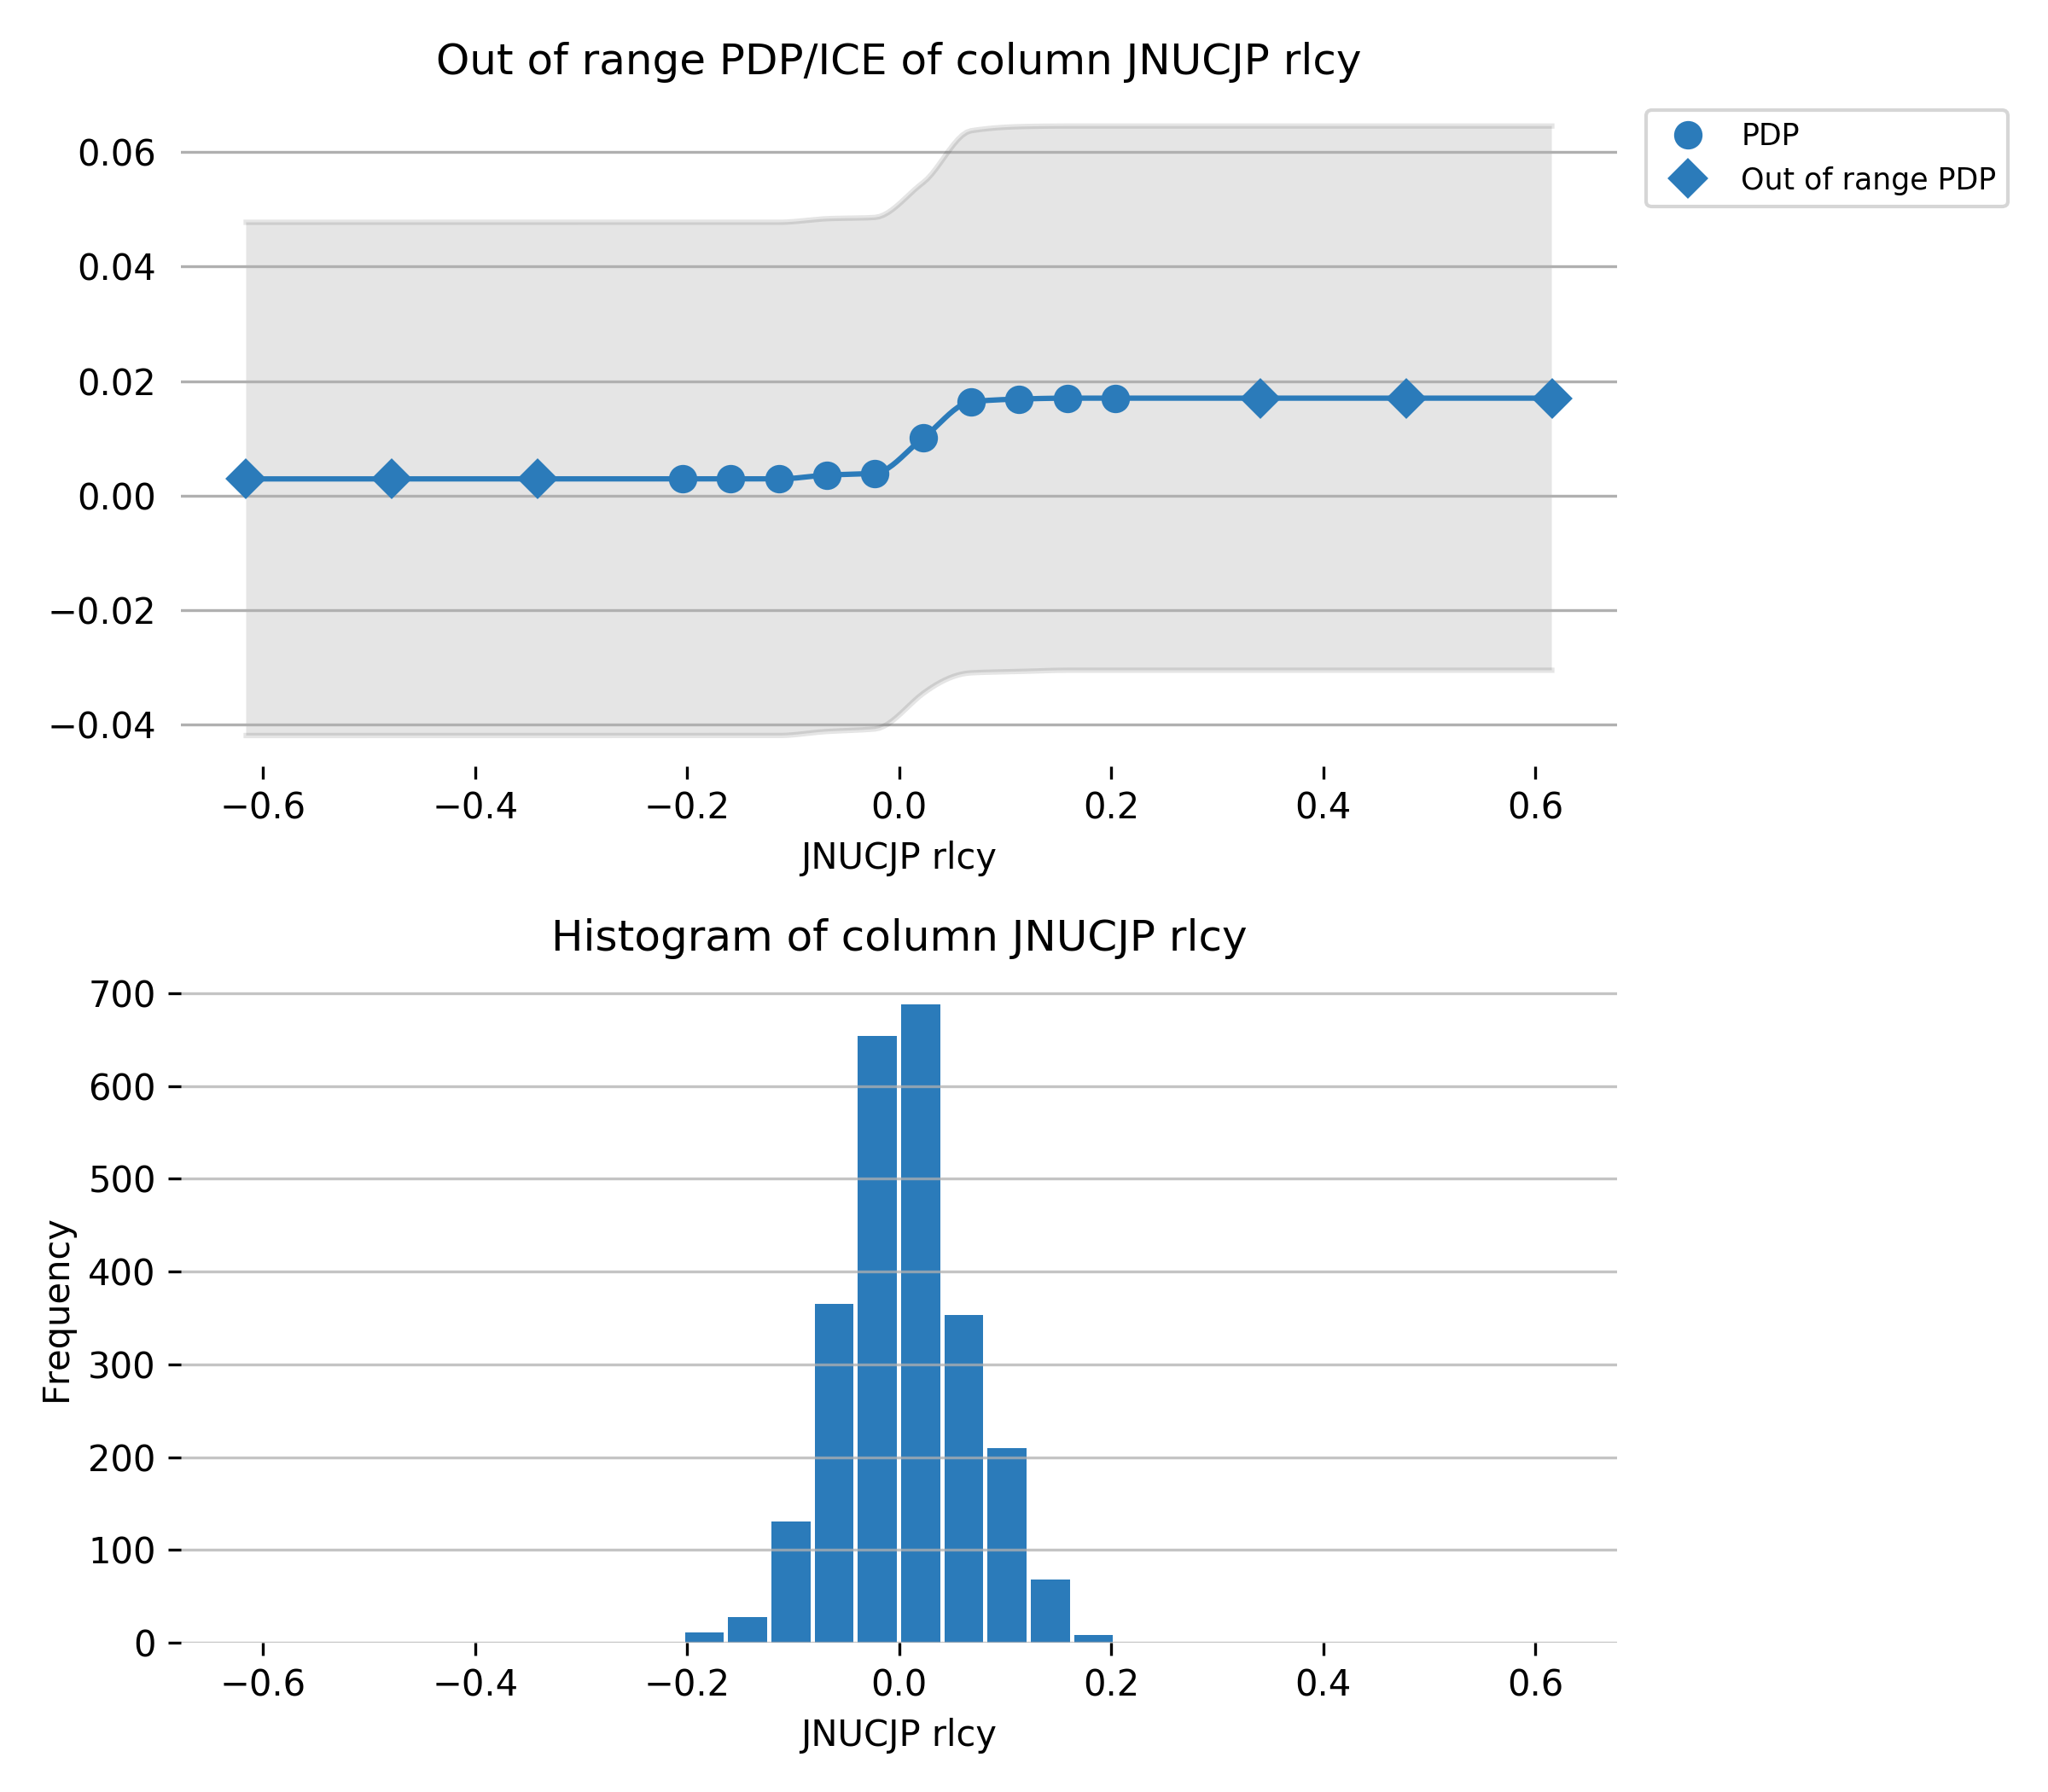 Out of range PDP/ICE of column JNUCJP rlcy
PDP
Out of range PDP
0.06
0.04
0.02
0.00
−0.02
−0.04
−0.6 −0.4 −0.2 0.0 0.2 0.4 0.6
JNUCJP rlcy
Histogram of column JNUCJP rlcy
Frequency
700
600
500
400
300
200
100
0
−0.6 −0.4 −0.2 0.0 0.2 0.4 0.6
JNUCJP rlcy